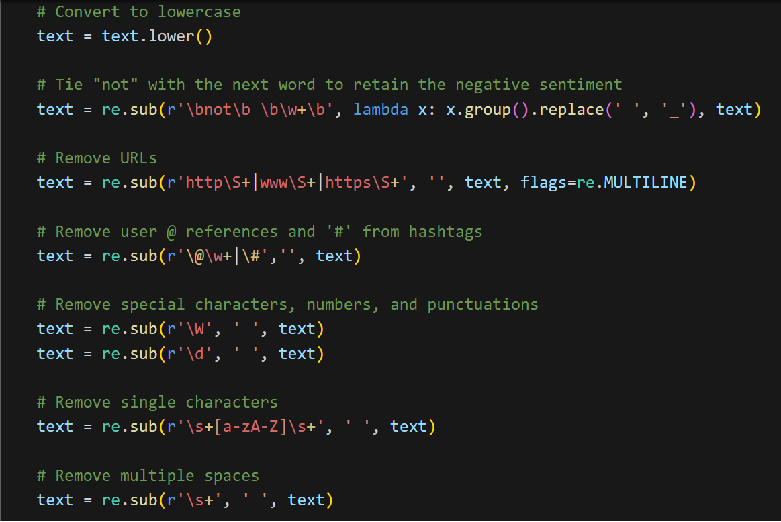 # Convert to lowercase
text = text.lower()
# Tie "not" with the next word to retain the negative sentiment
text = re.sub(r'\bnot\b \b\w+\b', lambda x: x.group().replace(' ', '_'), text)
# Remove URLs
text = re.sub(r'http\S+|www\S+|https\S+', '', text, flags=re.MULTILINE)
# Remove user @ references and '#' from hashtags
text = re.sub(r'\@\w+|\#','', text)
# Remove special characters, numbers, and punctuations
text = re.sub(r'\W', ' ', text)
text = re.sub(r'\d', ' ', text)
# Remove single characters
text = re.sub(r'\s+[a-zA-Z]\s+', ' ', text)
# Remove multiple spaces
text = re.sub(r'\s+', ' ', text)